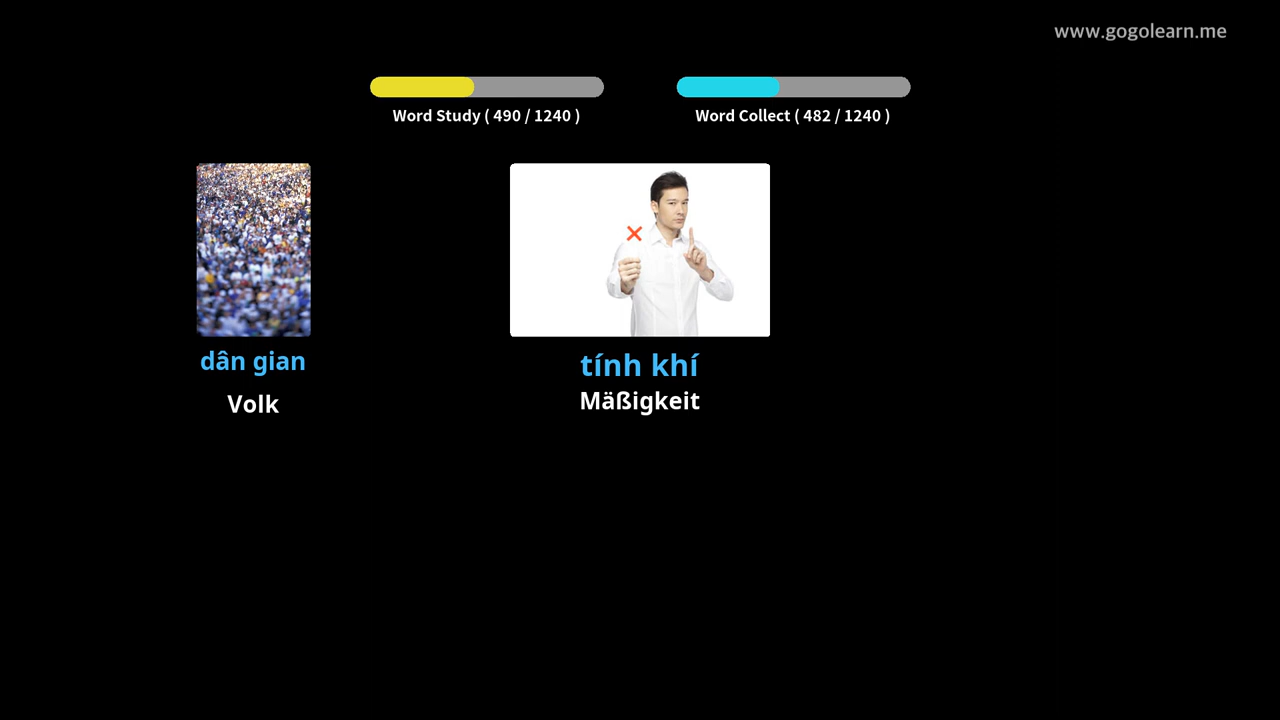 www.gogolearn.me
Word Study ( 490 / 1240 )
Word Collect ( 482 / 1240 )
dân gian
Volk
tính khí
Mäßigkeit